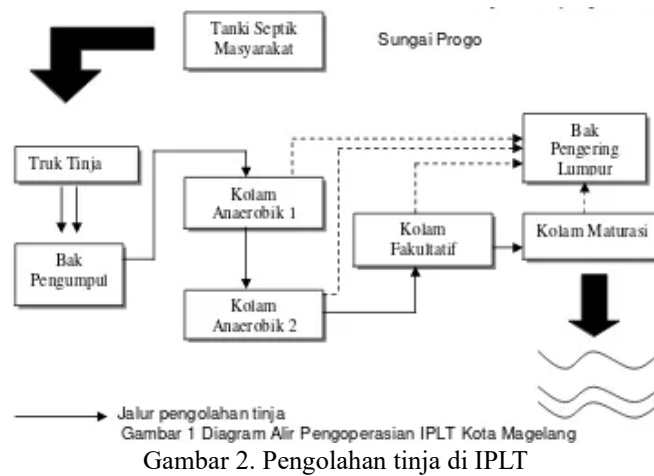 Tanki Septik
Masyarakat
Sungai Progo
Truk Tinja
Bak
Pengumpul
Kolam
Anaerobik 1
Kolam
Anaerobik 2
Kolam
Fakultatif
Bak
Pengering
Lumpur
Kolam Maturasi
Jalur pengolahan tinja
Gambar 1 Diagram Alir Pengoperasian IPLT Kota Magelang
Gambar 2. Pengolahan tinja di IPLT